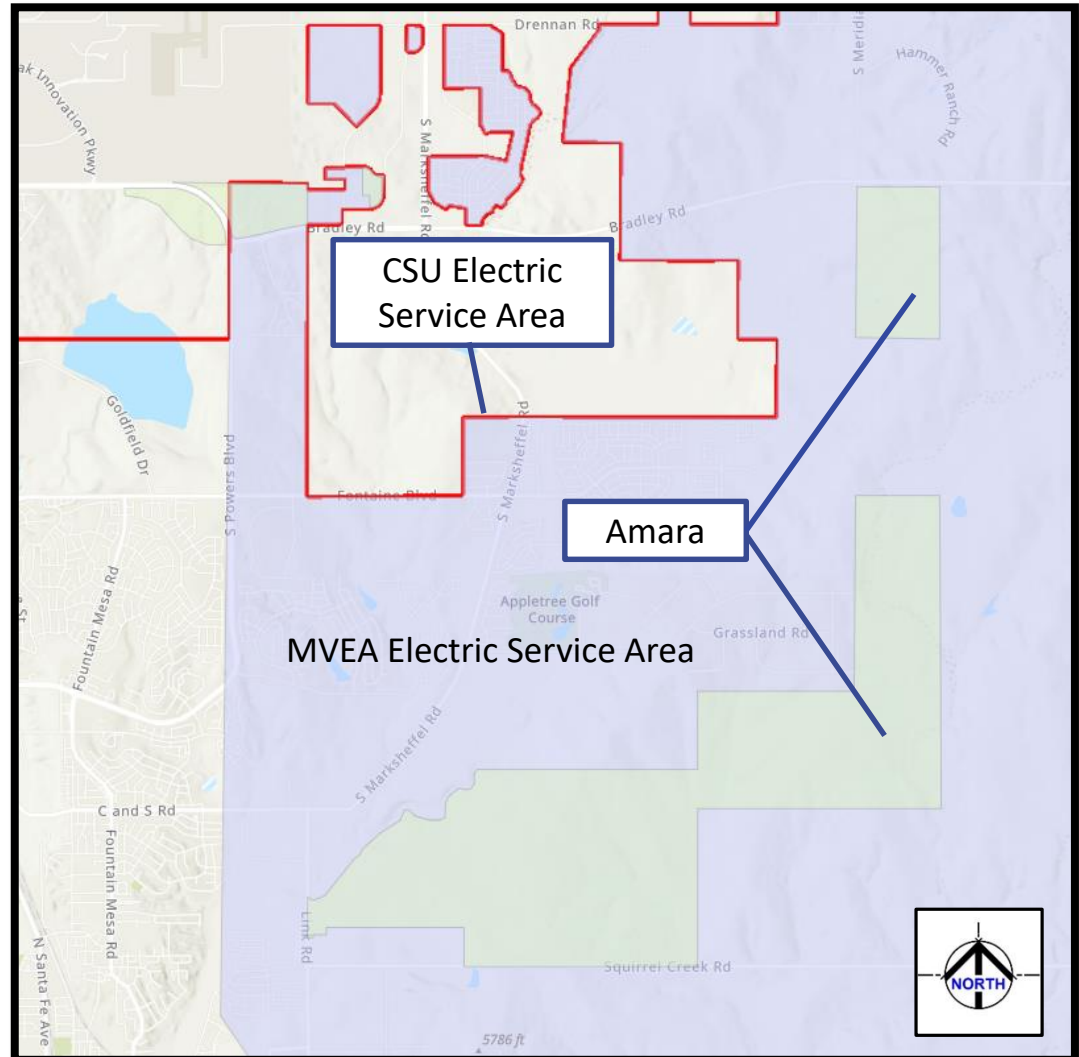 Drennan Rd
S Meridia
Hammer Ranch Rd
ak Innovation Pkwy
S Marksheffel Rd
Bradley Rd
Bradley Rd
CSU Electric
Service Area
Goldfield Dr
S Powers Blvd
S Marksheffel Rd
Fontaine Blvd
Amara
Fountain Mesa Rd
Appletree Golf
Course
Grassland Rd
MVEA Electric Service Area
S Marksheffel Rd
C and S Rd
Fountain Mesa Rd
Link Rd
N Santa Fe Ave
Squirrel Creek Rd
NORTH
5786 ft